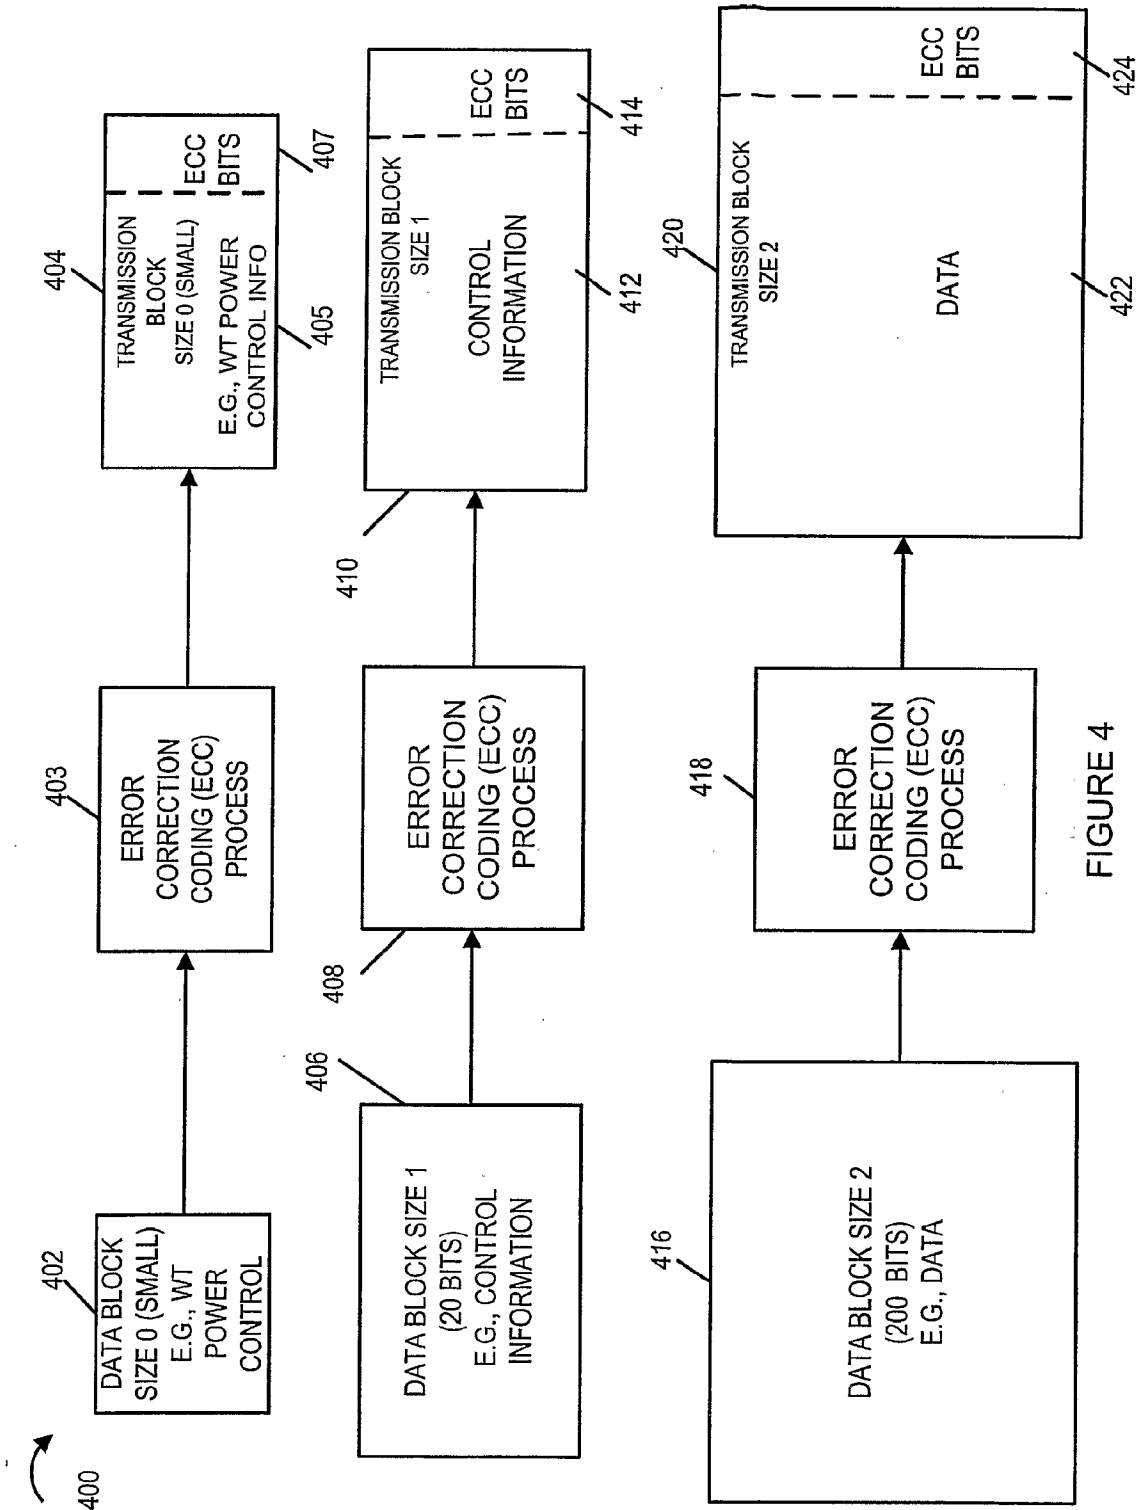 400
402
DATA BLOCK
SIZE 0 (SMALL)
E.G., WT
POWER
CONTROL
403
ERROR
CORRECTION
CODING (ECC)
PROCESS
404
TRANSMISSION
BLOCK
SIZE 0 (SMALL)
E.G., WT POWER
CONTROL INFO
405
ECC
BITS
407
406
DATA BLOCK SIZE 1
(20 BITS)
E.G., CONTROL
INFORMATION
408
ERROR
CORRECTION
CODING (ECC)
PROCESS
410
TRANSMISSION BLOCK
SIZE 1
CONTROL
INFORMATION
412
ECC
BITS
414
416
DATA BLOCK SIZE 2
(200 BITS)
E.G., DATA
418
ERROR
CORRECTION
CODING (ECC)
PROCESS
420
TRANSMISSION BLOCK
SIZE 2
DATA
422
ECC
BITS
424
FIGURE 4